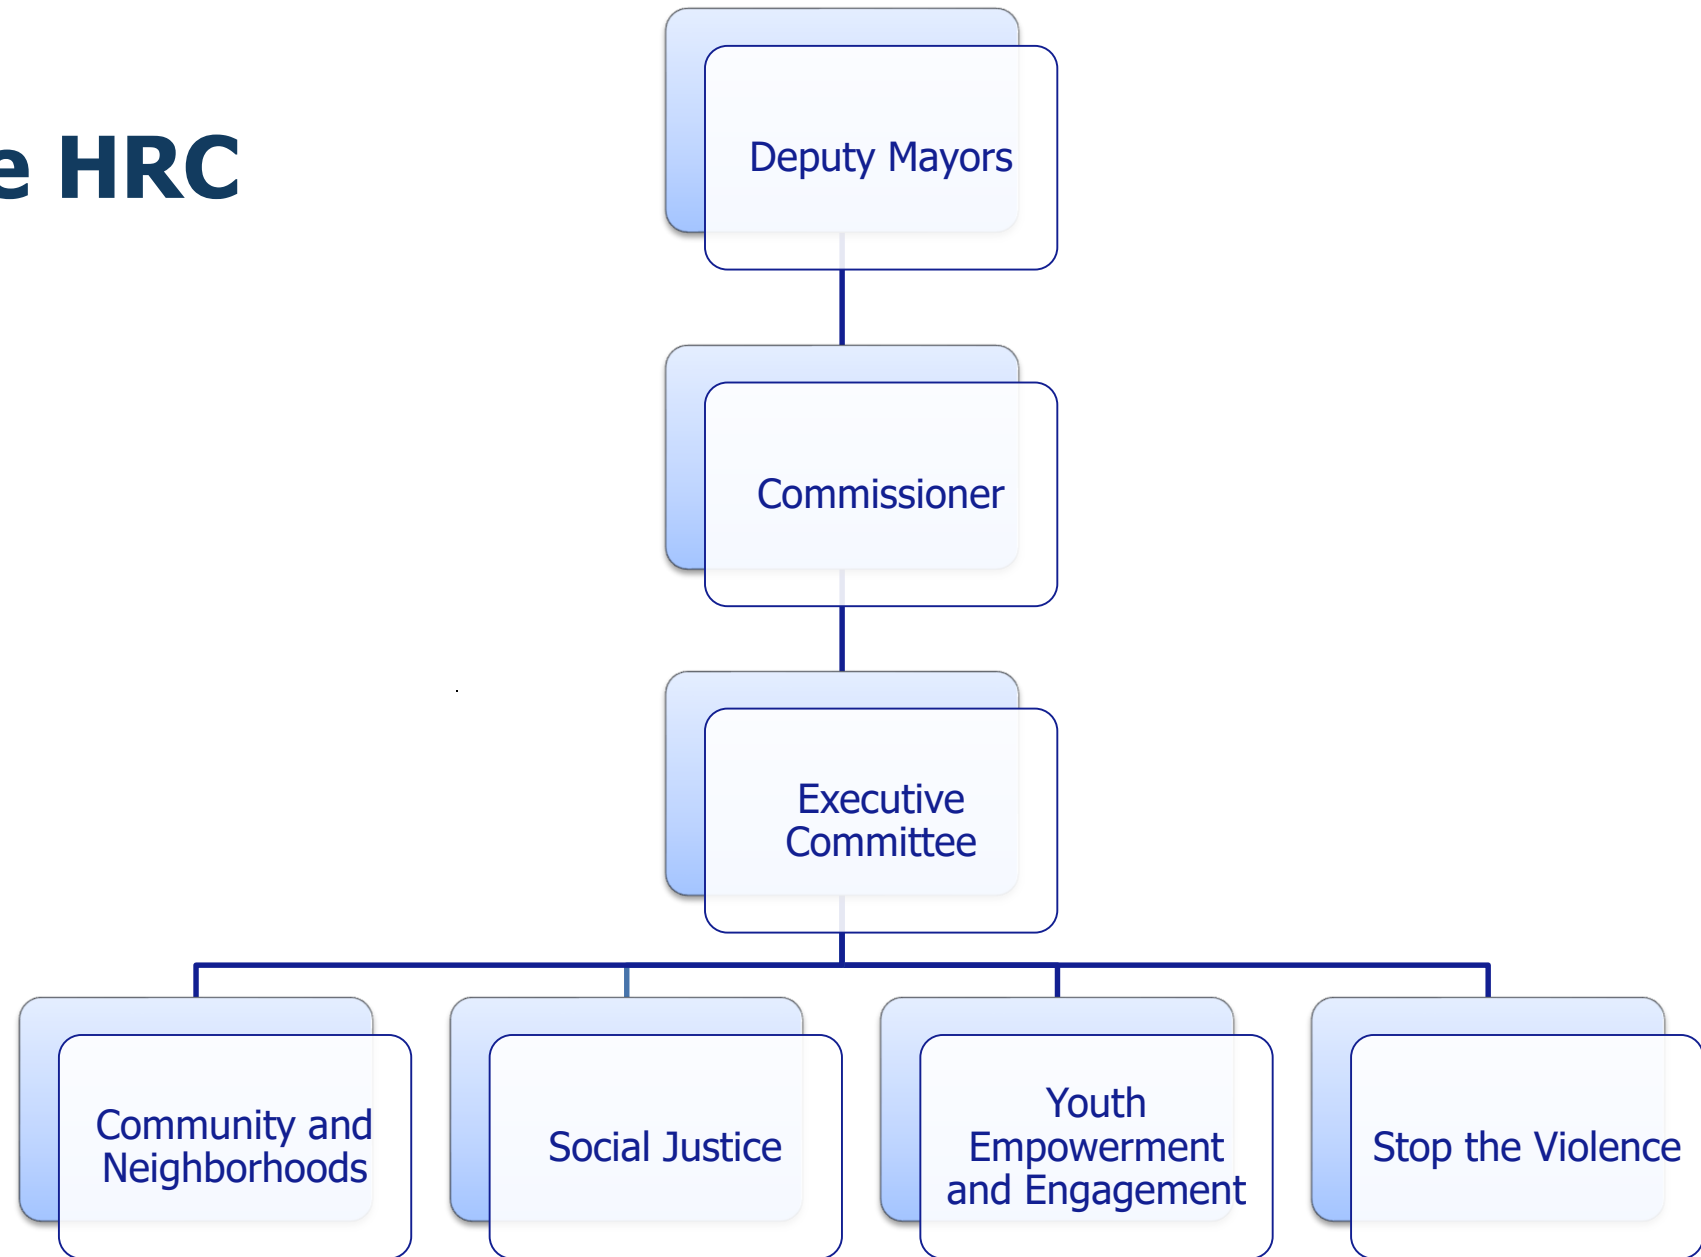 e HRC
Deputy Mayors
Commissioner
Executive
Committee
Community and
Neighborhoods
Social Justice
Youth
Empowerment
and Engagement
Stop the Violence